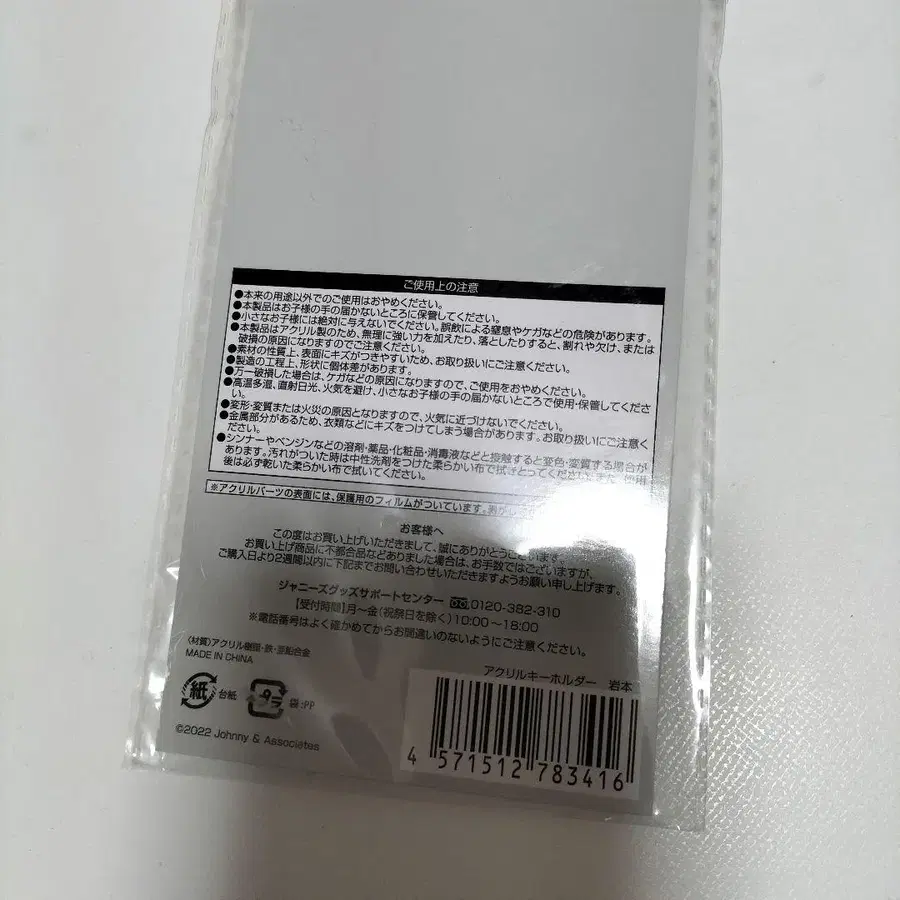 ご使用上の注意
●本来の用途以外でのご使用はおやめください。
●本製品はお子様の手の届かないところに保管してください。
●小さなお子様には絶対に与えないでください。誤飲による窒息やケガなどの危険があります。
●本製品はアクリル製のため、無理に強い力を加えたり、落としたりすると、割れや欠け、または
破損の原因になりますのでご注意ください。
●素材の性質上、表面にキズがつきやすいため、お取り扱いにご注意ください。
●製造の工程上、形状に個体差があります。
●万一破損した場合は、ケガなどの原因になりますので、ご使用をおやめください。
●高温多湿、直射日光、火気を避け、小さなお子様の手の届かないところで使用・保管してくださ
い。
●変形・変質または火災の原因となりますので、火気に近づけないでください。
●金属部分があるため、衣類などにキズをつけてしまう場合があります。お取り扱いにご注意く
ださい。
●シンナーやベンジンなどの溶剤・薬品・化粧品・消毒液などと接触すると変色・変質する場合が
あります。汚れがついた時は中性洗剤をつけた柔らかい布で拭きとってください。また、使用
後は必ず乾いた柔らかい布で拭いてください。
※アクリルパーツの表面には、保護用のフィルムがついています。
お客様へ
この度はお買い上げいただきまして、誠にありがとうございます。
お買い上げ商品に不都合品などありました場合は、お手数ではございますが、
ご購入日より2週間以内に下記までお問い合わせいただきますようお願い申し上げます。
ジャニーズグッズサポートセンター 0120-382-310
【受付時間】月～金(祝祭日を除く)10:00～18:00
※電話番号はよく確かめてからお間違いのないようにご注意ください。
〈材質〉アクリル樹脂・鉄・亜鉛合金
MADE IN CHINA
アクリルキーホルダー 岩本
紙 台紙 プラ 袋:PP
©2022 Johnny & Associates
4 571512 783416